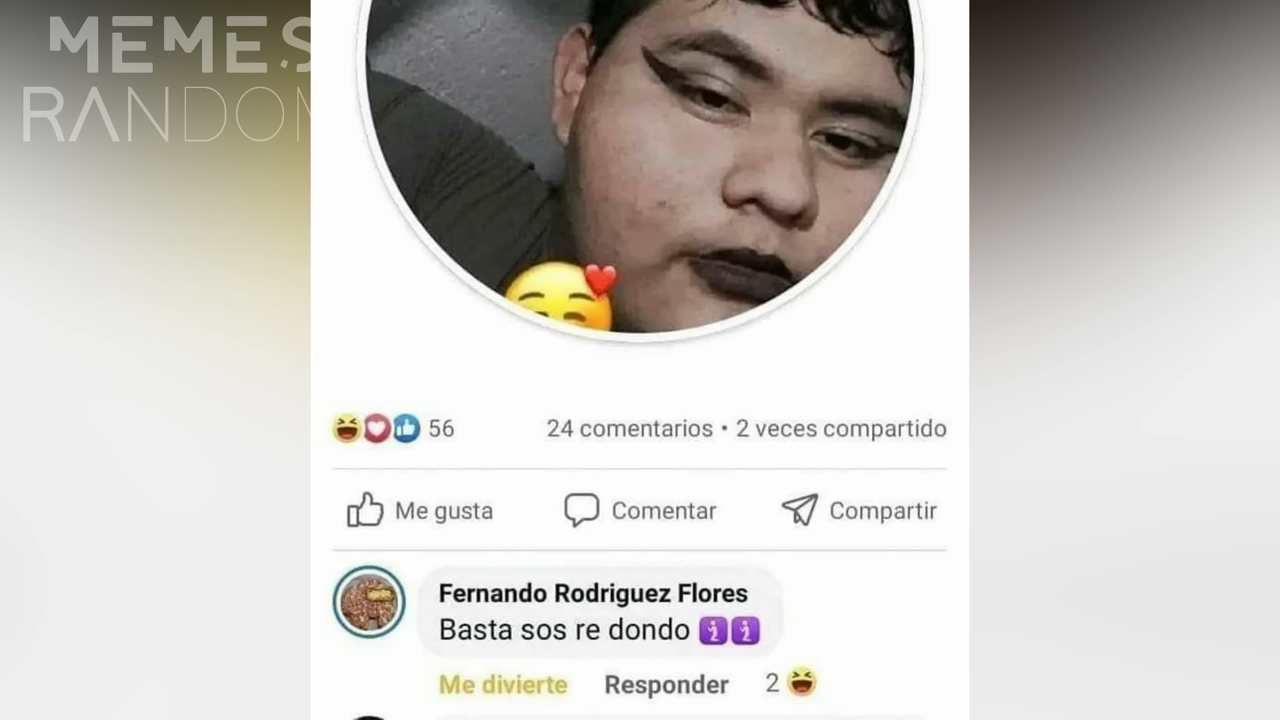 MEMES
RANDOM
56 24 comentarios • 2 veces compartido
Me gusta Comentar Compartir
Fernando Rodriguez Flores
Basta sos re dondo 🛐🛐
Me divierte Responder 2